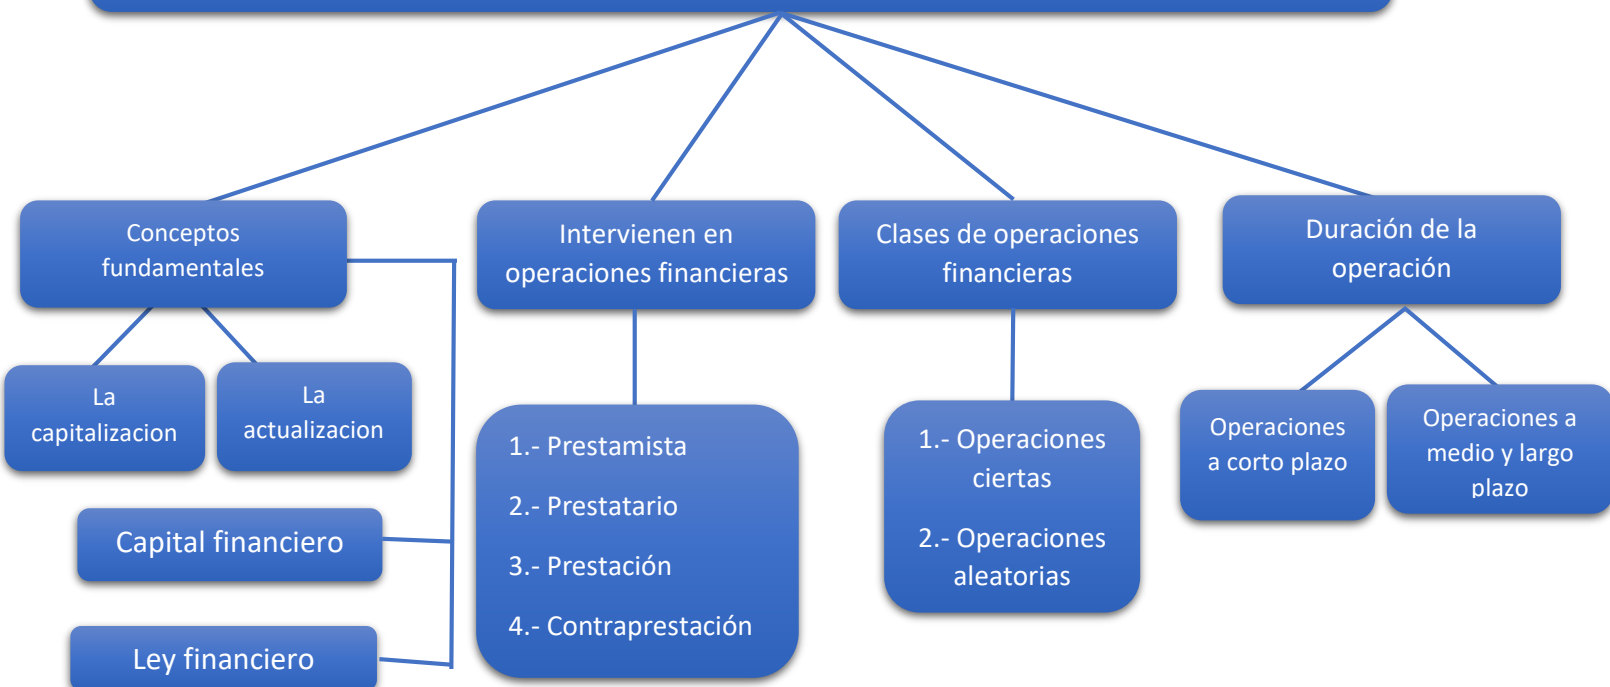 Conceptos
fundamentales
Intervienen en
operaciones financieras
Clases de operaciones
financieras
Duración de la
operación
La
capitalizacion
La
actualizacion
Operaciones
a corto plazo
Operaciones a
medio y largo
plazo
1.- Prestamista
2.- Prestatario
3.- Prestación
4.- Contraprestación
1.- Operaciones
ciertas
2.- Operaciones
aleatorias
Capital financiero
Ley financiero